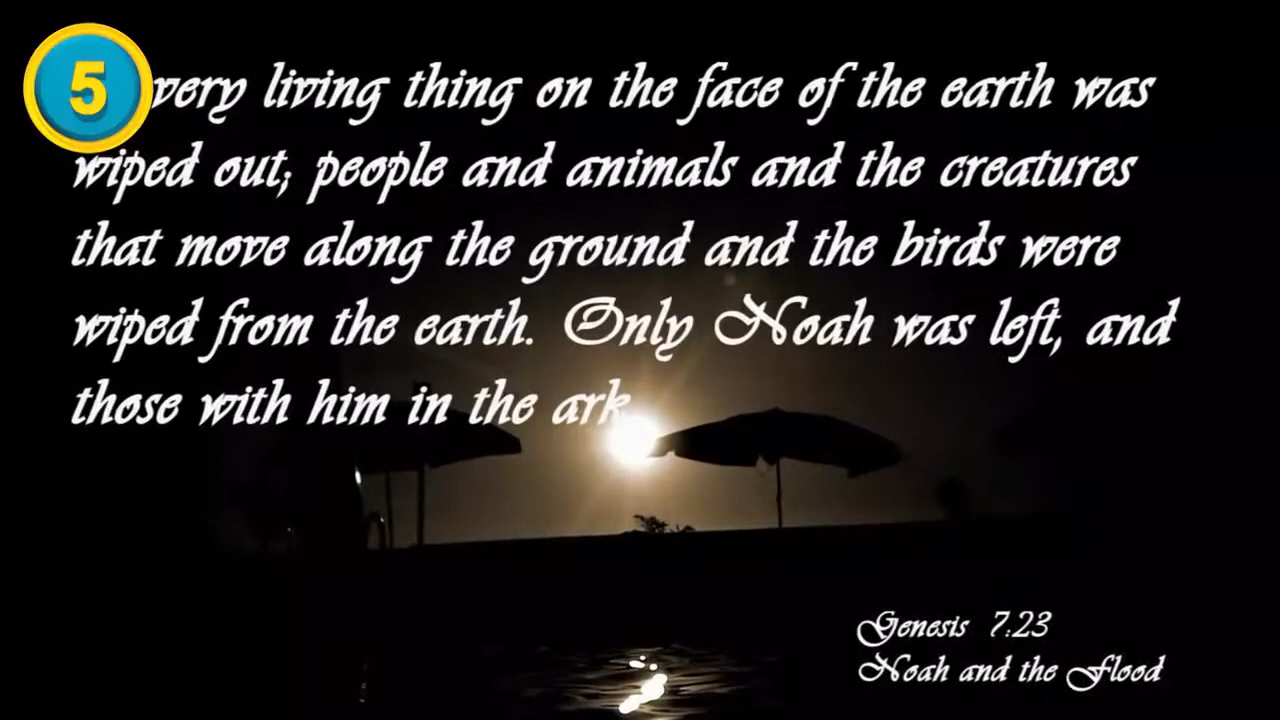 5
very living thing on the face of the earth was
wiped out; people and animals and the creatures
that move along the ground and the birds were
wiped from the earth. Only Noah was left, and
those with him in the ark.
Genesis 7:23
Noah and the Flood